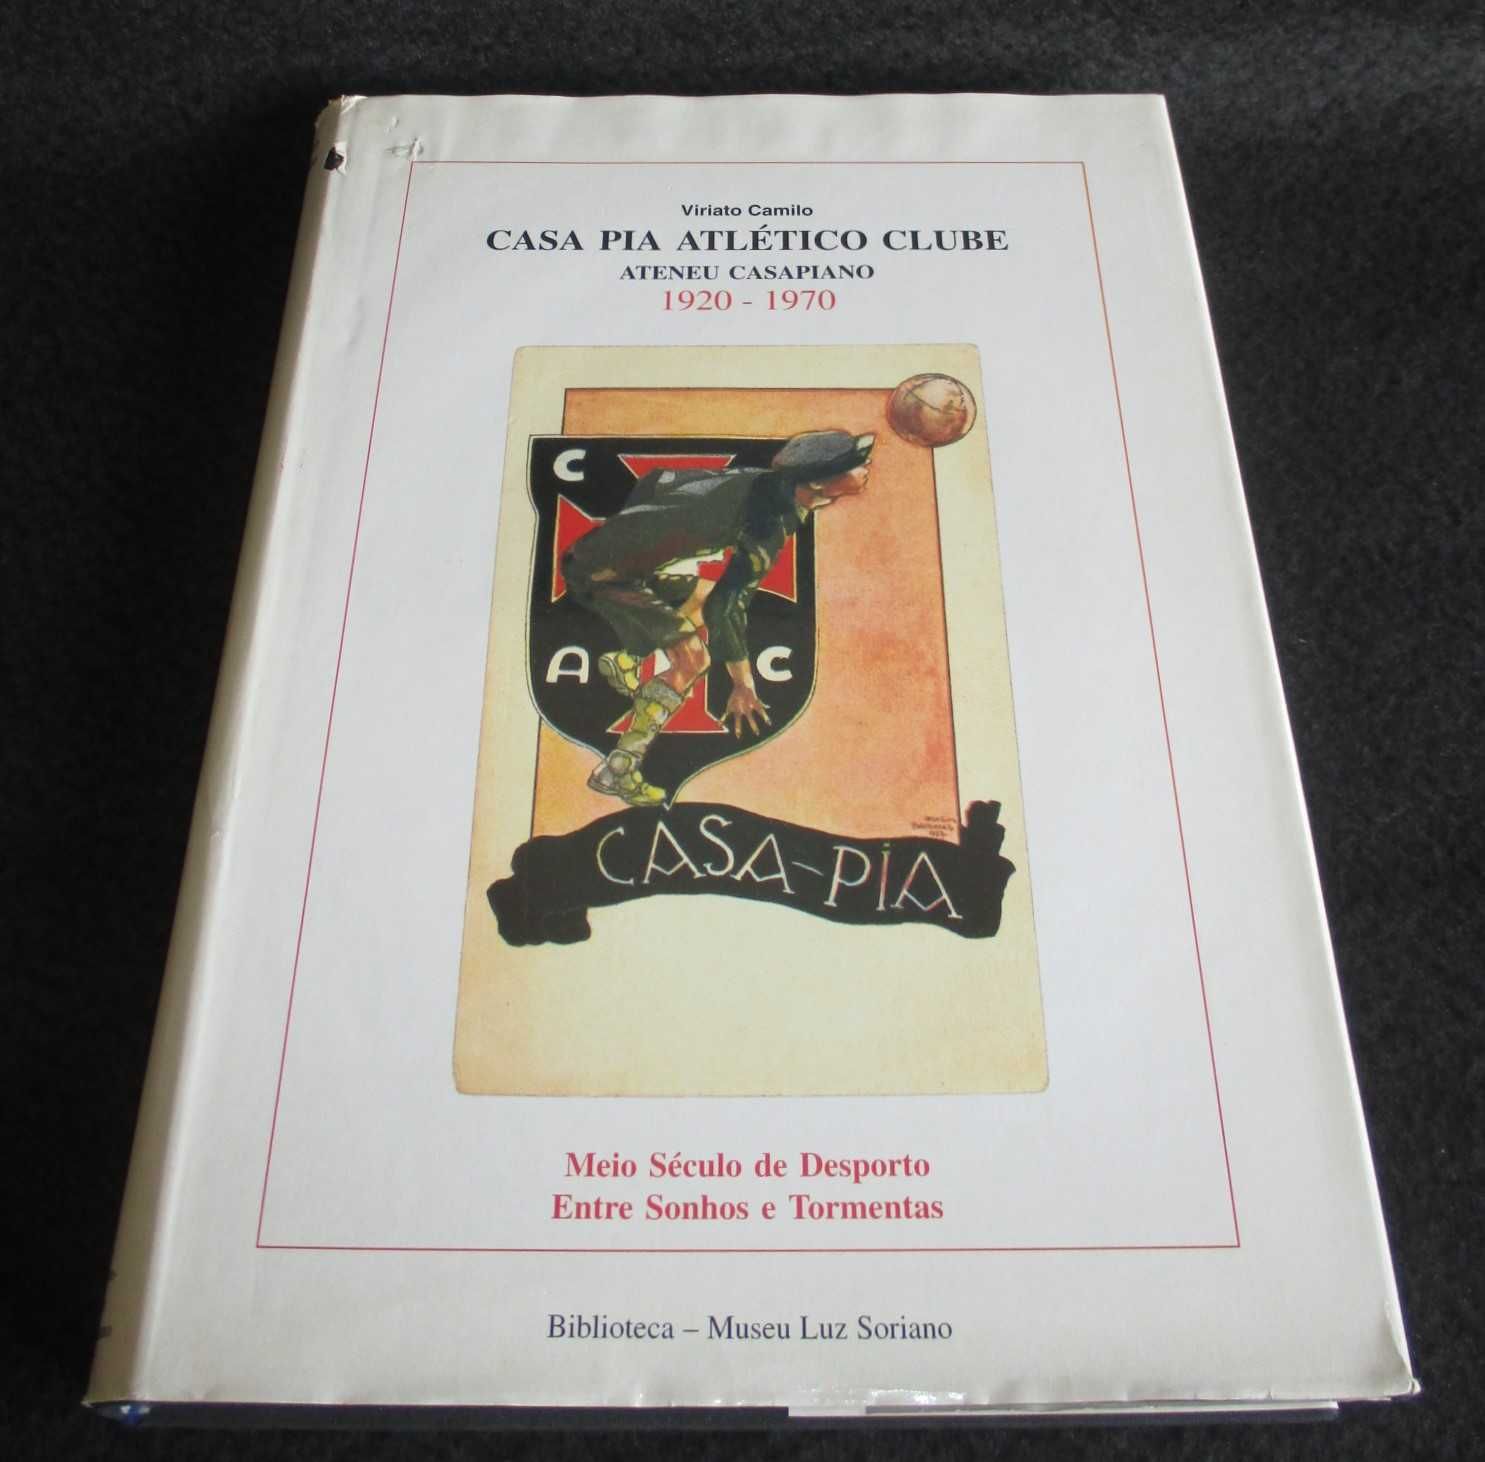 Viriato Camilo
CASA PIA ATLÉTICO CLUBE
ATENEU CASAPIANO
1920 - 1970
C
A C
CASA-PIA
Meio Século de Desporto
Entre Sonhos e Tormentas
Biblioteca – Museu Luz Soriano